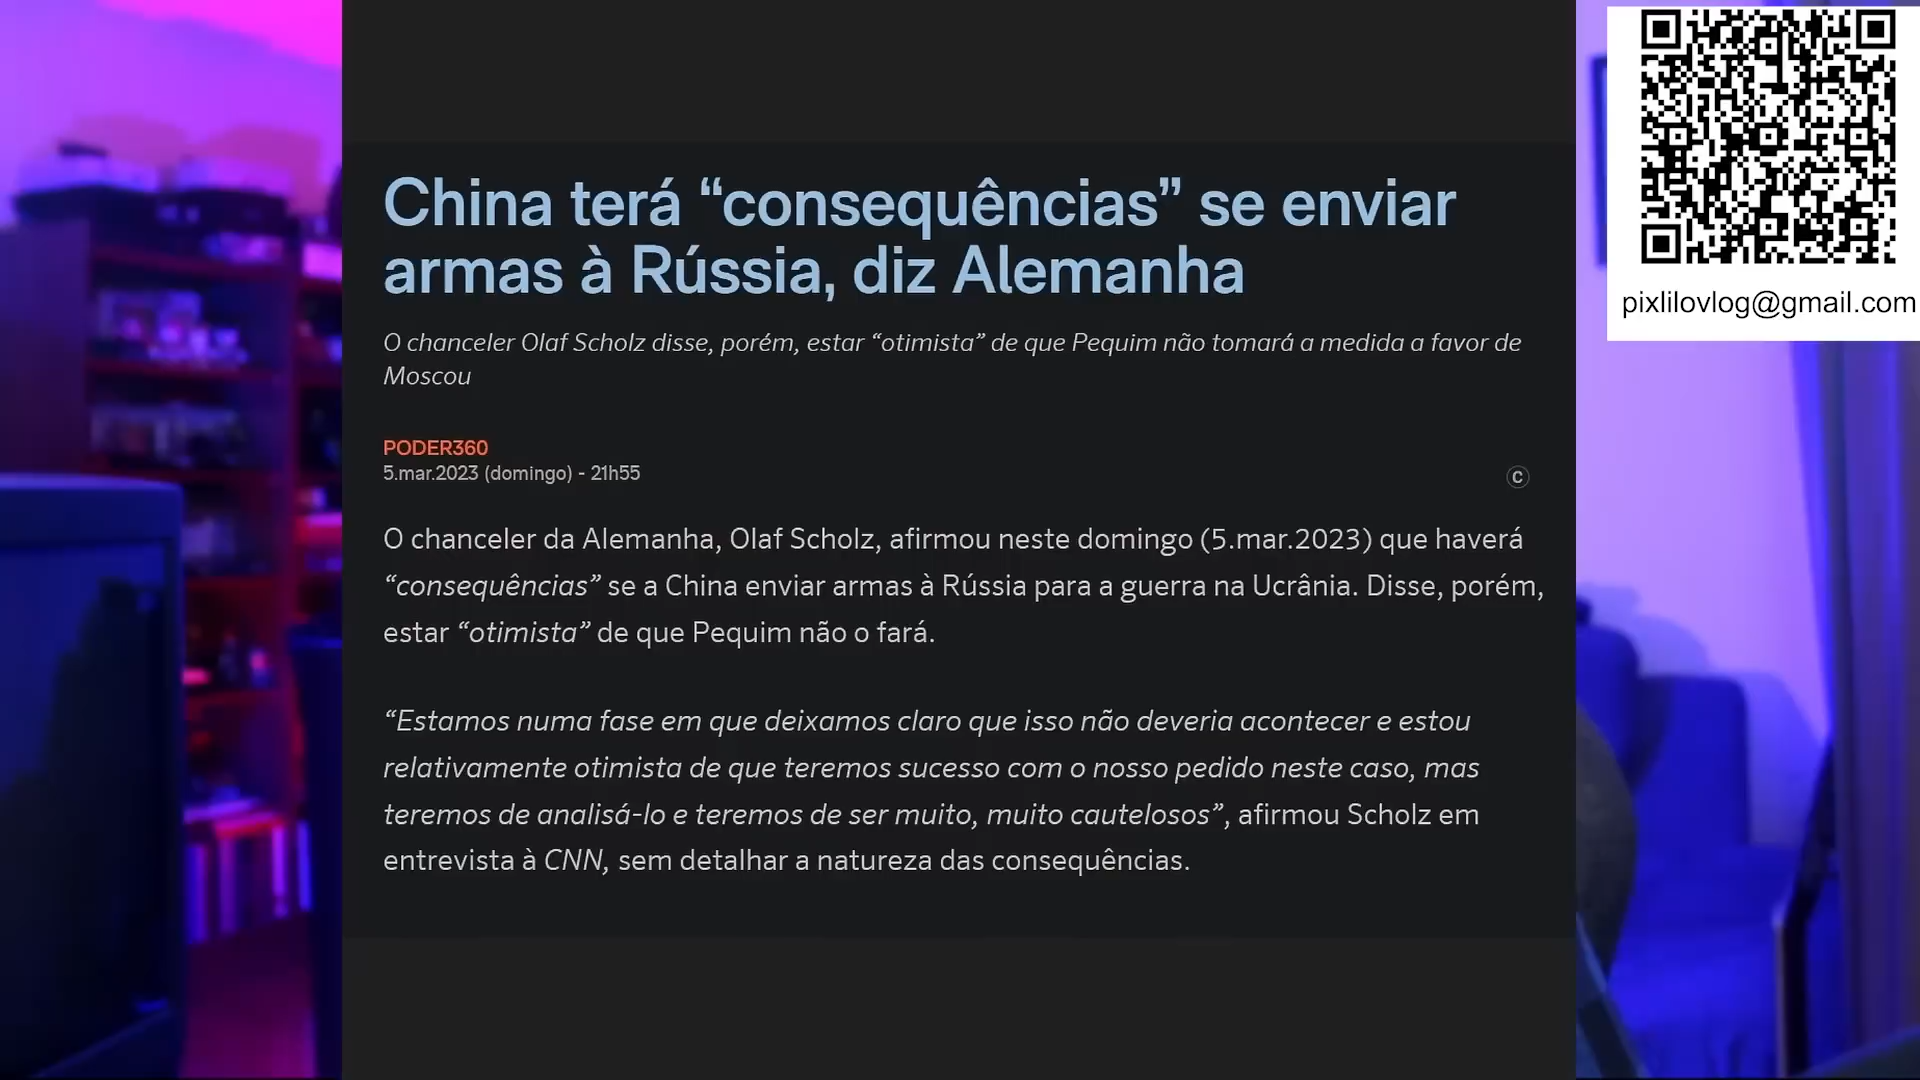 China terá “consequências” se enviar
armas à Rússia, diz Alemanha
O chanceler Olaf Scholz disse, porém, estar “otimista” de que Pequim não tomará a medida a favor de
Moscou
PODER360
5.mar.2023 (domingo) - 21h55
C
O chanceler da Alemanha, Olaf Scholz, afirmou neste domingo (5.mar.2023) que haverá
“consequências” se a China enviar armas à Rússia para a guerra na Ucrânia. Disse, porém,
estar “otimista” de que Pequim não o fará.
“Estamos numa fase em que deixamos claro que isso não deveria acontecer e estou
relativamente otimista de que teremos sucesso com o nosso pedido neste caso, mas
teremos de analisá-lo e teremos de ser muito, muito cautelosos”, afirmou Scholz em
entrevista à CNN, sem detalhar a natureza das consequências.
pixlilovlog@gmail.com